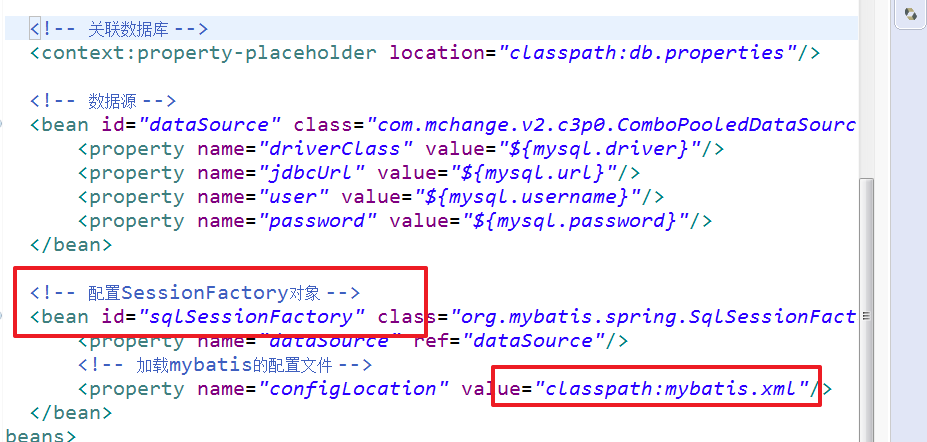 <!-- 关联数据库 -->
<context:property-placeholder location="classpath:db.properties"/>
<!-- 数据源 -->
<bean id="dataSource" class="com.mchange.v2.c3p0.ComboPooledDataSourc
<property name="driverClass" value="${mysql.driver}"/>
<property name="jdbcUrl" value="${mysql.url}"/>
<property name="user" value="${mysql.username}"/>
<property name="password" value="${mysql.password}"/>
</bean>
<!-- 配置SessionFactory对象 -->
<bean id="sqlSessionFactory" class="org.mybatis.spring.SqlSessionFact
<property name="dataSource" ref="dataSource"/>
<!-- 加载mybatis的配置文件 -->
<property name="configLocation" value="classpath:mybatis.xml"/>
</bean>
beans>